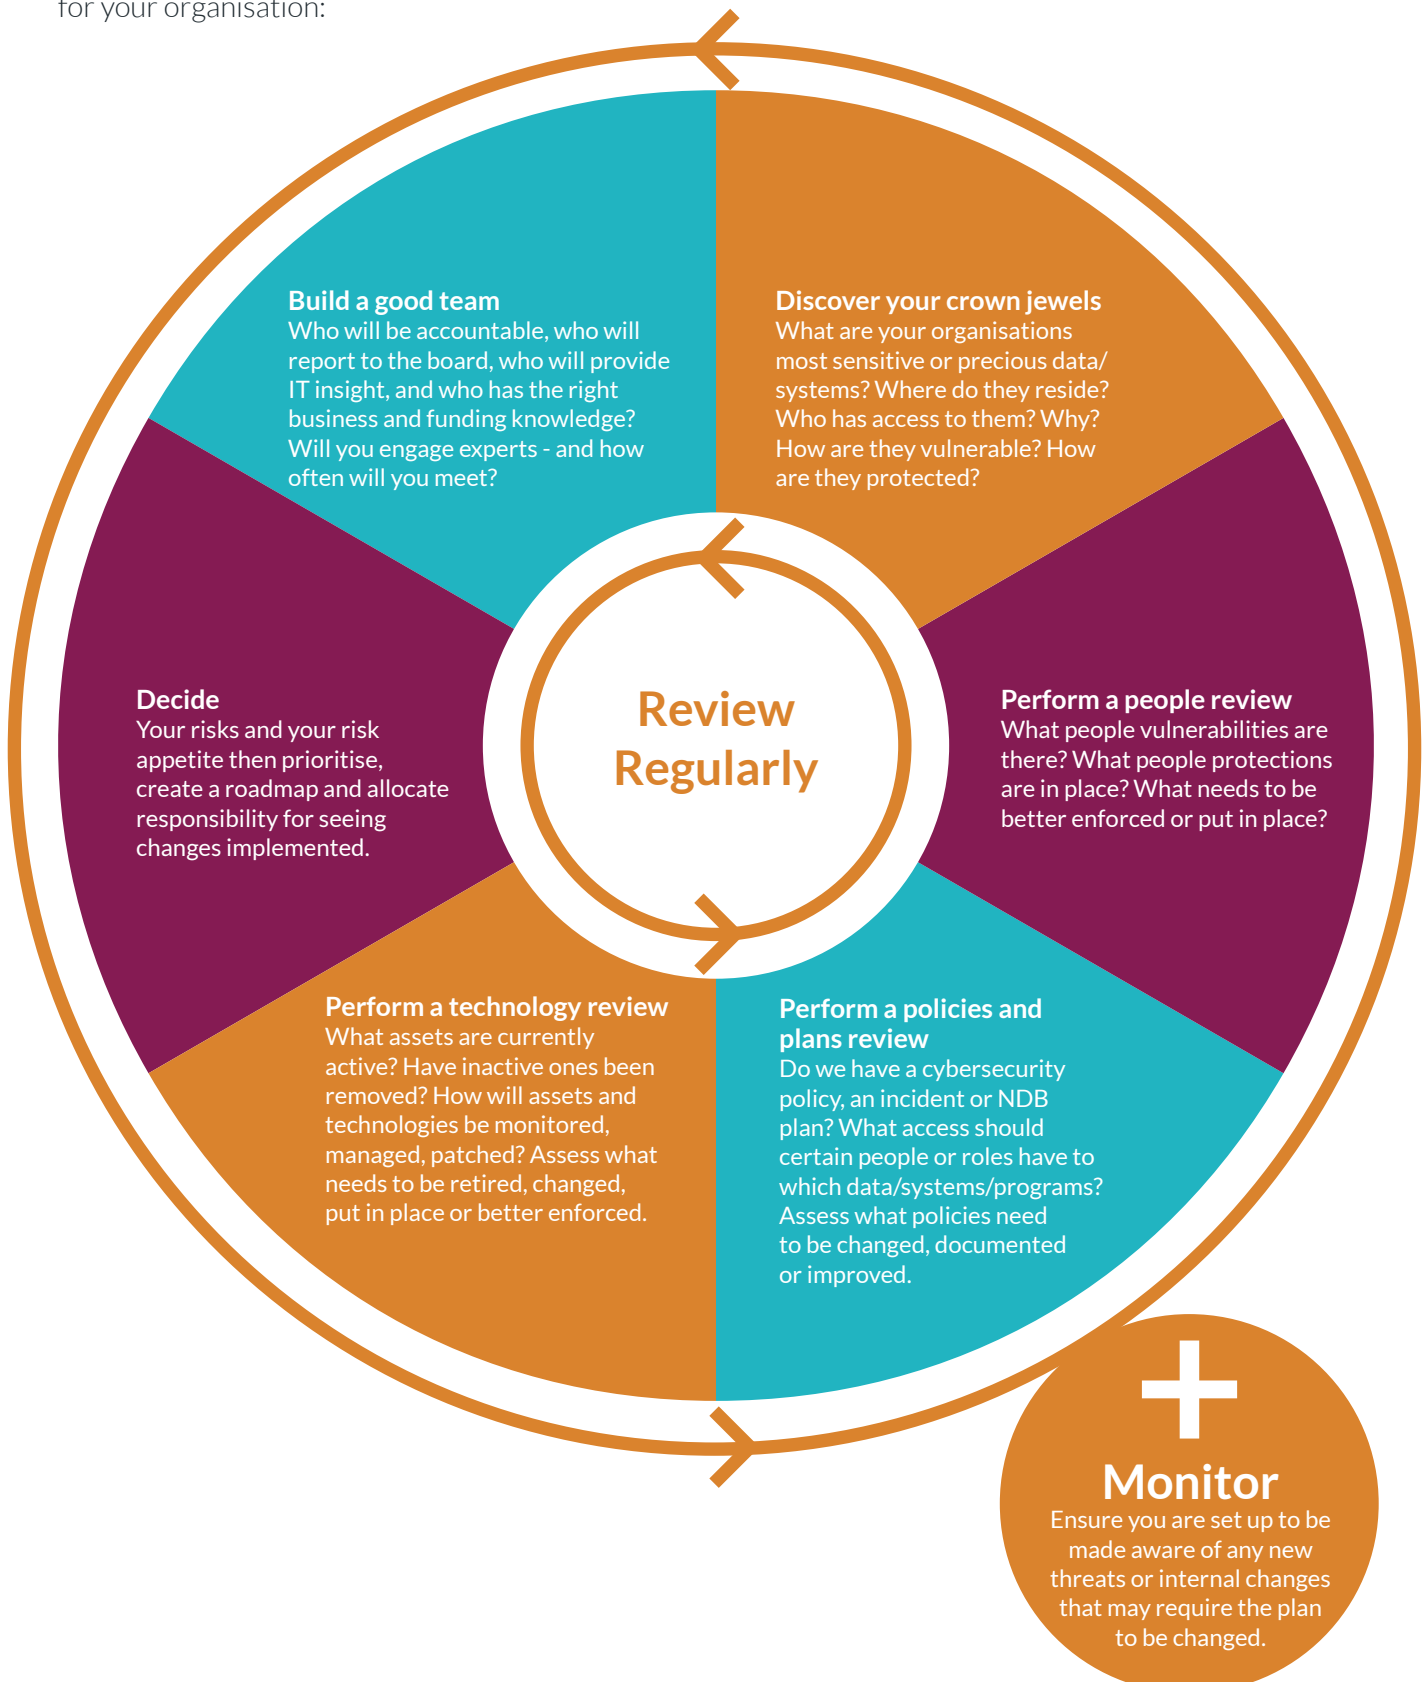 for your organisation:
Build a good team
Who will be accountable, who will
report to the board, who will provide
IT insight, and who has the right
business and funding knowledge?
Will you engage experts - and how
often will you meet?
Discover your crown jewels
What are your organisations
most sensitive or precious data/
systems? Where do they reside?
Who has access to them? Why?
How are they vulnerable? How
are they protected?
Decide
Your risks and your risk
appetite then prioritise,
create a roadmap and allocate
responsibility for seeing
changes implemented.
Review
Regularly
Perform a people review
What people vulnerabilities are
there? What people protections
are in place? What needs to be
better enforced or put in place?
Perform a technology review
What assets are currently
active? Have inactive ones been
removed? How will assets and
technologies be monitored,
managed, patched? Assess what
needs to be retired, changed,
put in place or better enforced.
Perform a policies and
plans review
Do we have a cybersecurity
policy, an incident or NDB
plan? What access should
certain people or roles have to
which data/systems/programs?
Assess what policies need
to be changed, documented
or improved.
+
Monitor
Ensure you are set up to be
made aware of any new
threats or internal changes
that may require the plan
to be changed.